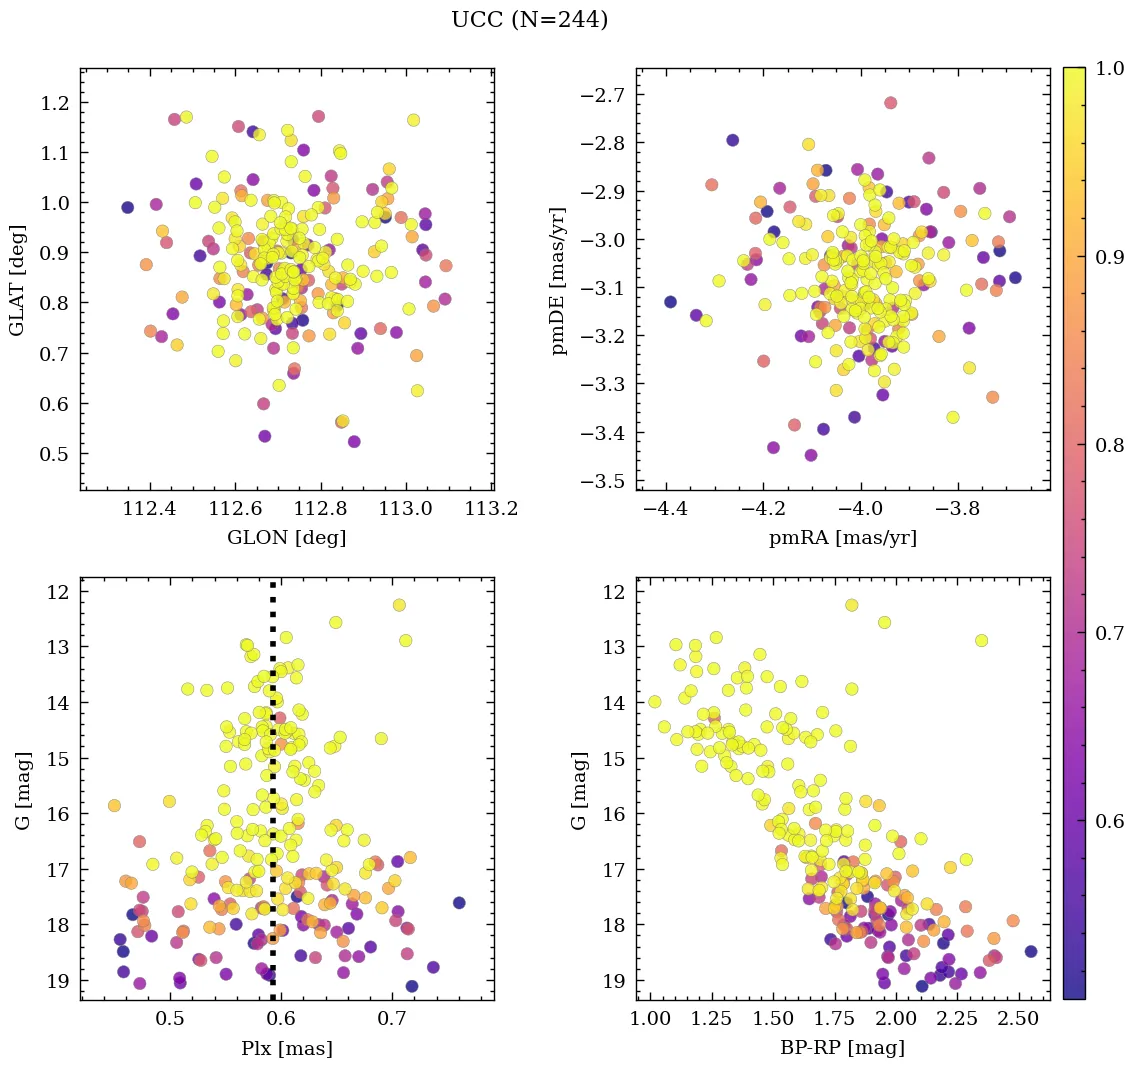 UCC (N=244)
1.2
1.1
1.0
0.9
0.8
0.7
0.6
0.5
GLAT [deg]
112.4 112.6 112.8 113.0 113.2
GLON [deg]
−2.7
−2.8
−2.9
−3.0
−3.1
−3.2
−3.3
−3.4
−3.5
pmDE [mas/yr]
−4.4 −4.2 −4.0 −3.8
pmRA [mas/yr]
1.0
0.9
0.8
0.7
0.6
12
13
14
15
16
17
18
19
G [mag]
0.5 0.6 0.7
Plx [mas]
12
13
14
15
16
17
18
19
G [mag]
1.00 1.25 1.50 1.75 2.00 2.25 2.50
BP-RP [mag]